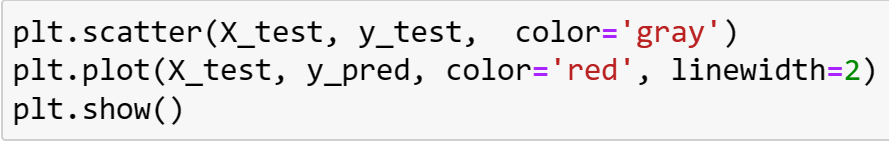 plt.scatter(X_test, y_test,  color='gray')
plt.plot(X_test, y_pred, color='red', linewidth=2)
plt.show()